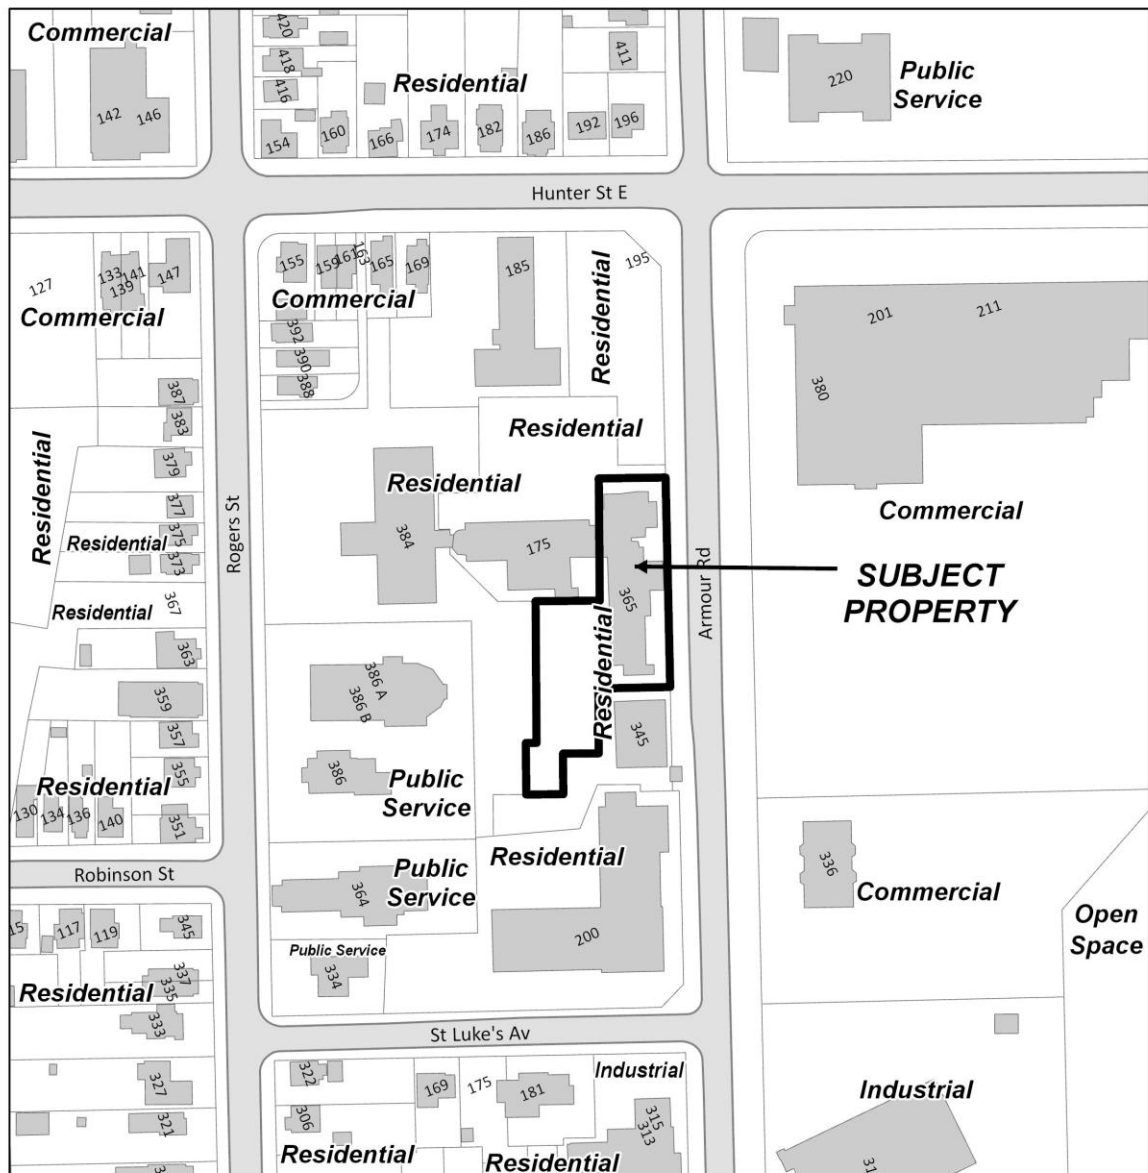 Commercial
142
146
420
418
416
154
160
166
174
182
186
192
196
411
Residential
220
Public
Service
Hunter St E
127
133
139
141
147
Commercial
155
159
161
163
165
169
Commercial
392
390
388
185
Residential
195
Residential
201
211
380
Commercial
387
383
379
377
375
373
Residential
Residential
367
Residential
363
359
357
355
351
Residential
130
134
136
140
Rogers St
Residential
384
175
365
Residential
SUBJECT
PROPERTY
Armour Rd
386 A
386 B
386
Public
Service
345
364
Public
Service
Residential
200
Public Service
334
336
Commercial
Open
Space
Robinson St
15
117
119
345
337
335
333
Residential
327
321
St Luke's Av
322
306
169
175
181
Industrial
315
313
Residential
Residential
Industrial